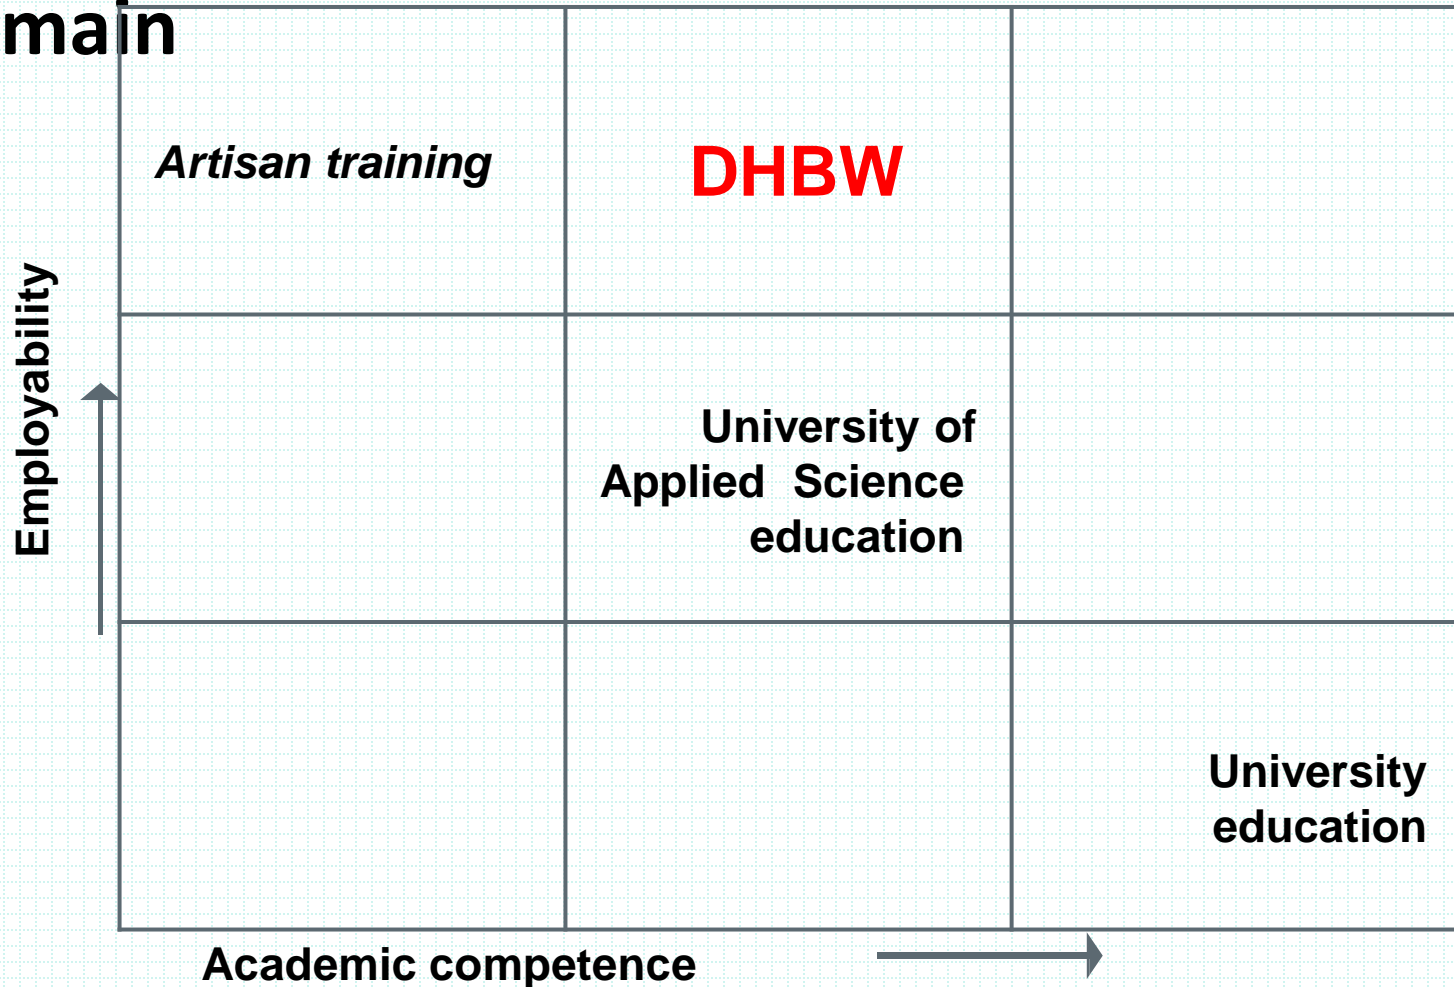 main
Artisan training
DHBW
Employability
University of
Applied Science
education
University
education
Academic competence